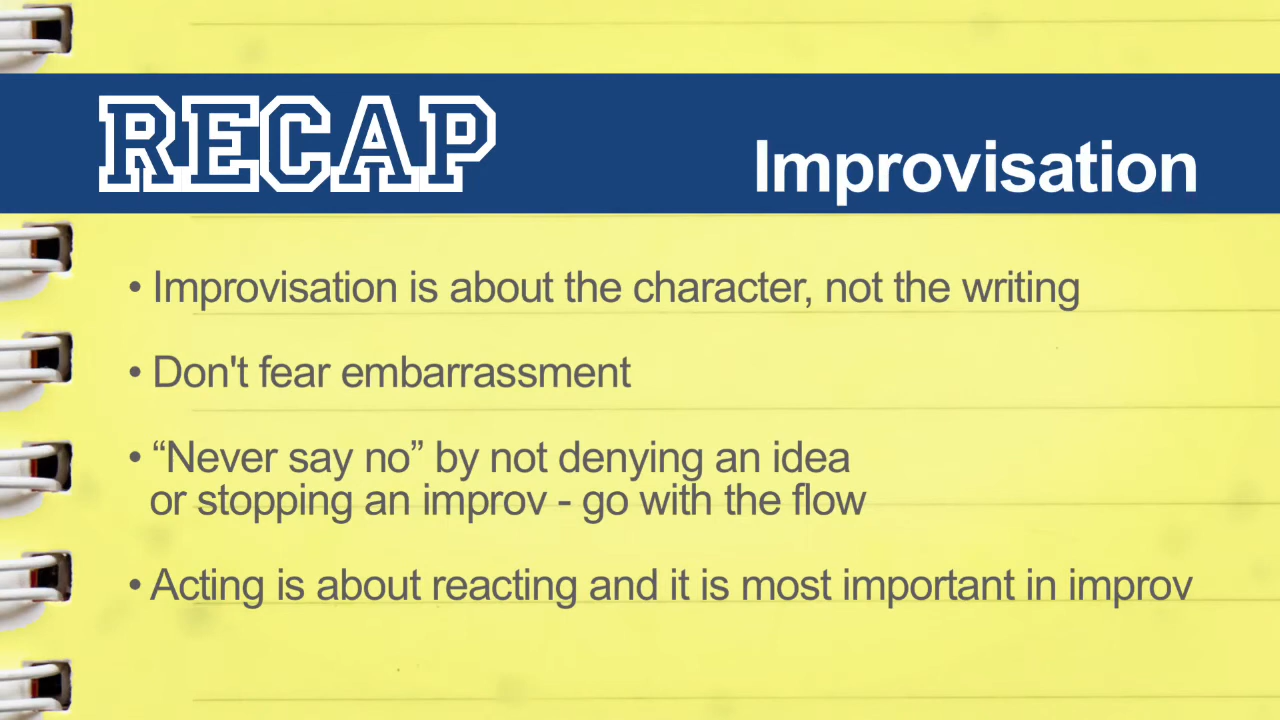 RECAP
Improvisation
• Improvisation is about the character, not the writing
• Don't fear embarrassment
• “Never say no” by not denying an idea
or stopping an improv - go with the flow
• Acting is about reacting and it is most important in improv